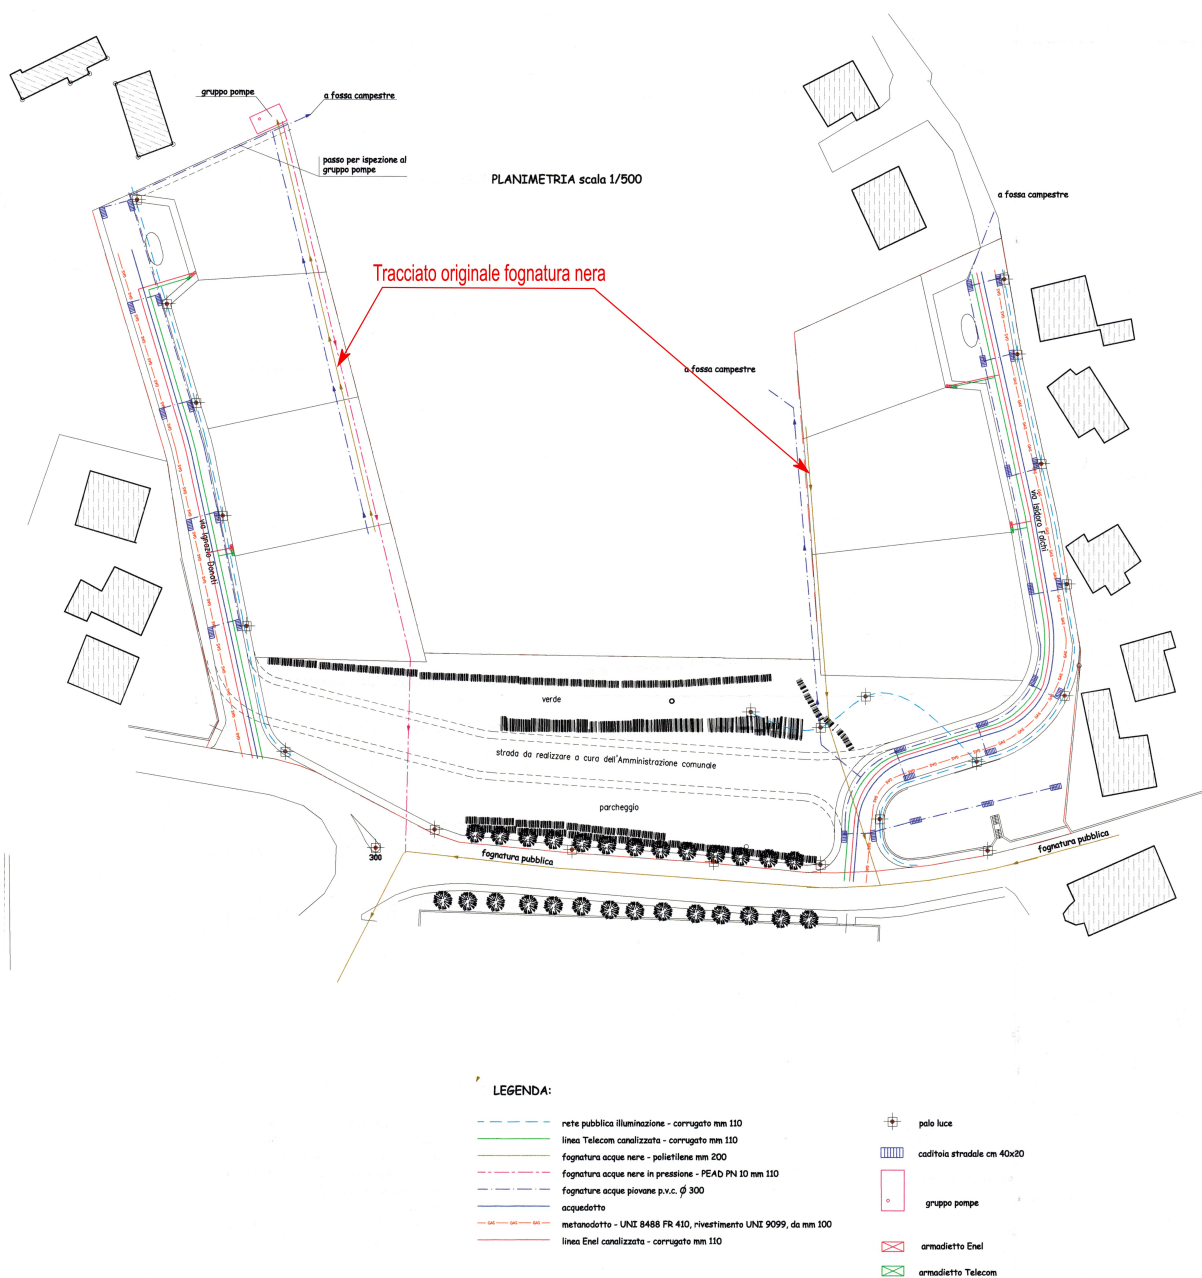 gruppo pompe
a fossa campestre
passo per ispezione al
gruppo pompe
PLANIMETRIA scala 1/500
a fossa campestre
Tracciato originale fognatura nera
a fossa campestre
via Ignazio Donati
via Isidoro Falchi
verde
strada da realizzare a cura dell'Amministrazione comunale
parcheggio
300
fognatura pubblica
fognatura pubblica
LEGENDA:
rete pubblica illuminazione - corrugato mm 110
linea Telecom canalizzata - corrugato mm 110
fognatura acque nere - polietilene mm 200
fognatura acque nere in pressione - PEAD PN 10 mm 110
fognature acque piovane p.v.c. Ø 300
acquedotto
GAS GAS GAS metanodotto - UNI 8488 FR 410, rivestimento UNI 9099, da mm 100
linea Enel canalizzata - corrugato mm 110
palo luce
caditoia stradale cm 40x20
gruppo pompe
armadietto Enel
armadietto Telecom